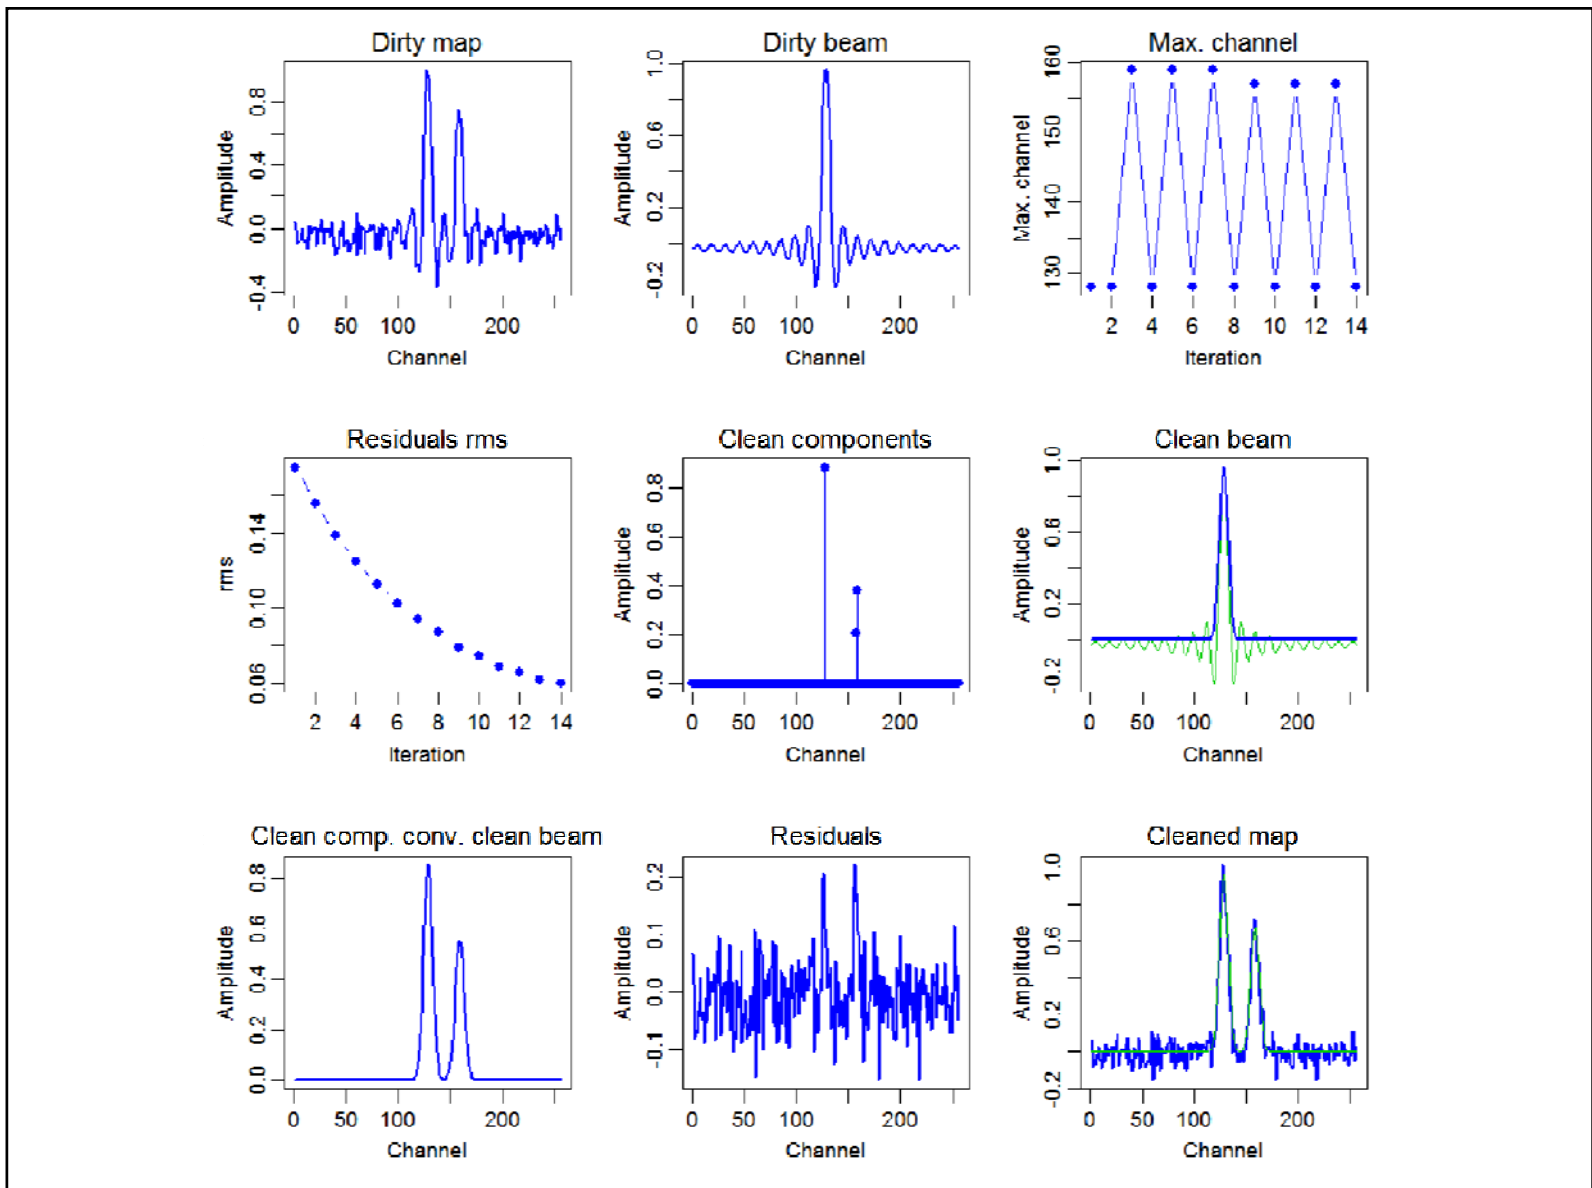 Dirty map
Amplitude
-0.4 0.0 0.4 0.8
0 50 100 200
Channel
Dirty beam
Amplitude
-0.2 0.2 0.6 1.0
0 50 100 200
Channel
Max. channel
Max. channel
130 140 150 160
2 4 6 8 10 12 14
Iteration
Residuals rms
rms
0.06 0.10 0.14
2 4 6 8 10 12 14
Iteration
Clean components
Amplitude
0.0 0.2 0.4 0.6 0.8
0 50 100 200
Channel
Clean beam
Amplitude
-0.2 0.2 0.6 1.0
0 50 100 200
Channel
Clean comp. conv. clean beam
Amplitude
0.0 0.2 0.4 0.6 0.8
0 50 100 200
Channel
Residuals
Amplitude
-0.1 0.0 0.1 0.2
0 50 100 200
Channel
Cleaned map
Amplitude
-0.2 0.2 0.6 1.0
0 50 100 200
Channel